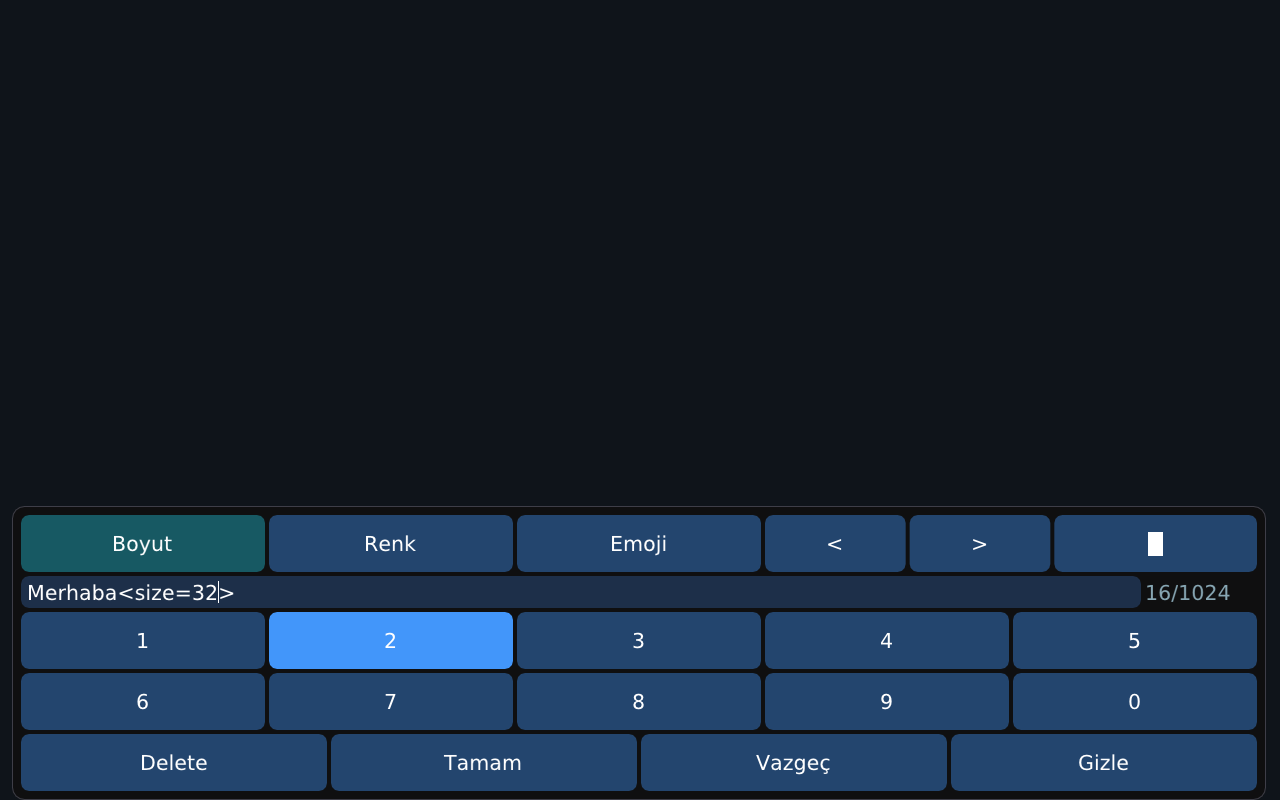 Boyut Renk Emoji < >
Merhaba<size=32> 16/1024
1 2 3 4 5
6 7 8 9 0
Delete Tamam Vazgeç Gizle